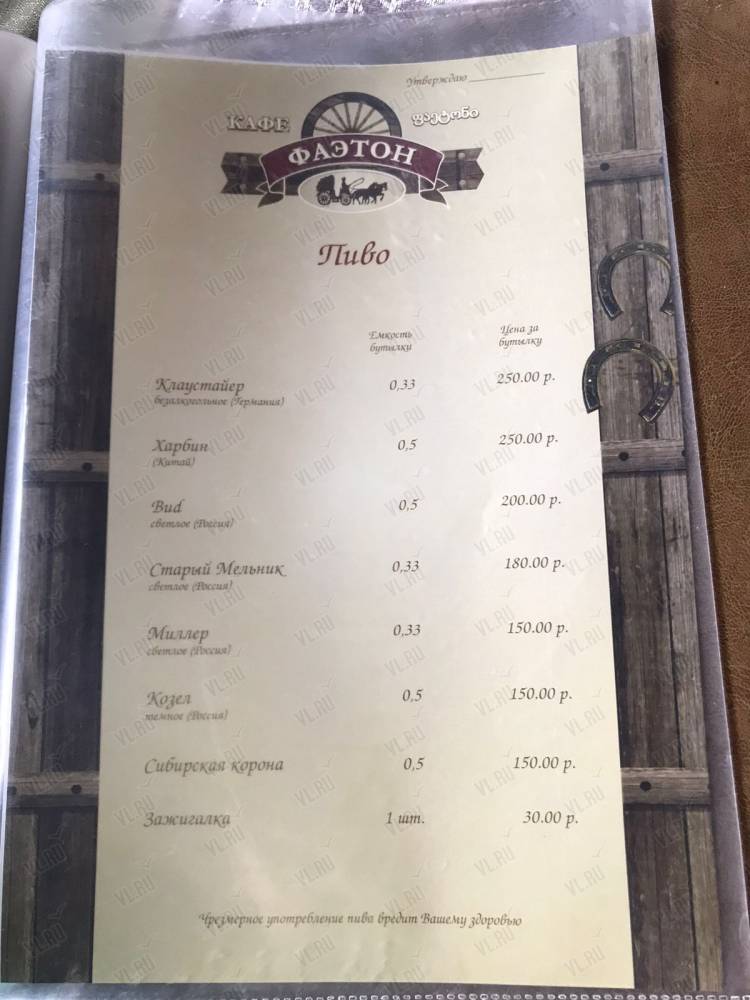 Утверждаю
КАФЕ
ფაეტონი
ФАЭТОН
Пиво
Емкость бутылки
Цена за бутылку
Клаустайер 0,33 250.00 р.
безалкогольное (Германия)
Харбин 0,5 250.00 р.
(Китай)
Bud 0,5 200.00 р.
светлое (Россия)
Старый Мельник 0,33 180.00 р.
светлое (Россия)
Миллер 0,33 150.00 р.
светлое (Россия)
Козел 0,5 150.00 р.
темное (Россия)
Сибирская корона 0,5 150.00 р.
Зажигалка 1 шт. 30.00 р.
Чрезмерное употребление пива вредит Вашему здоровью
VL.RU